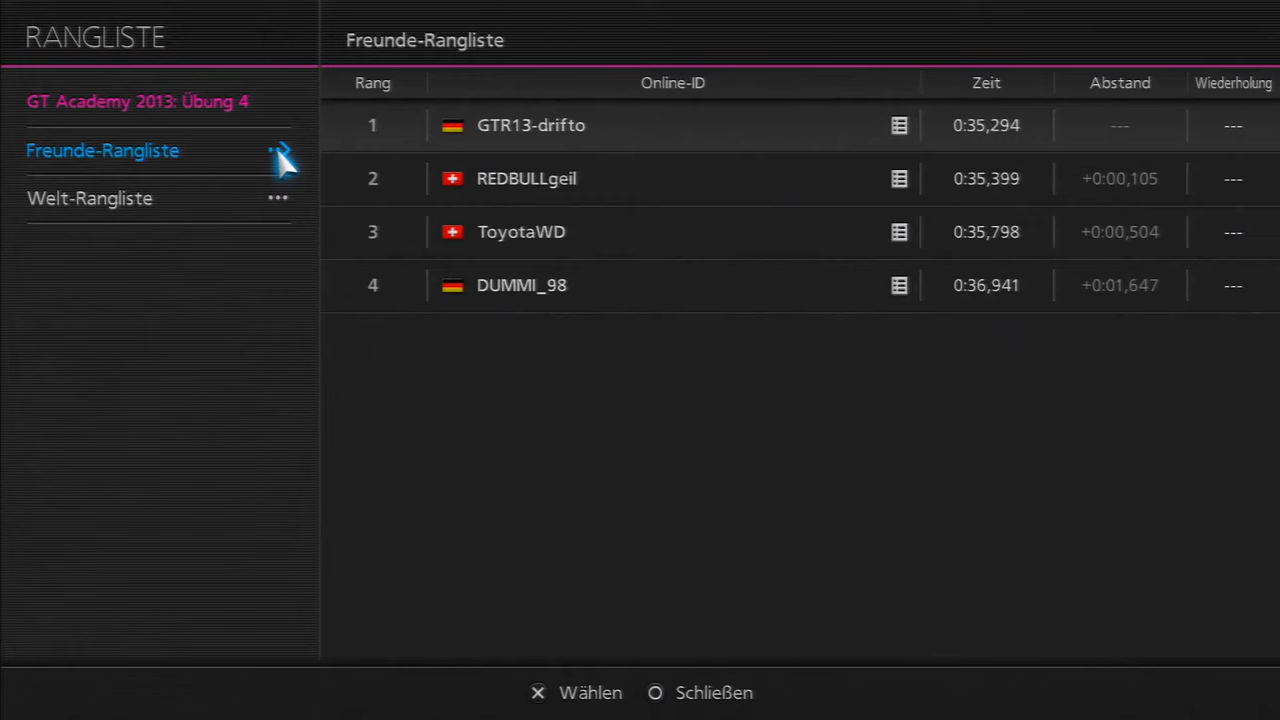 RANGLISTE
GT Academy 2013: Übung 4
Freunde-Rangliste
Welt-Rangliste
Freunde-Rangliste
Rang Online-ID Zeit Abstand Wiederholung
1 GTR13-drifto 0:35,294 --- ---
2 REDBULLgeil 0:35,399 +0:00,105 ---
3 ToyotaWD 0:35,798 +0:00,504 ---
4 DUMMI_98 0:36,941 +0:01,647 ---
Wählen Schließen